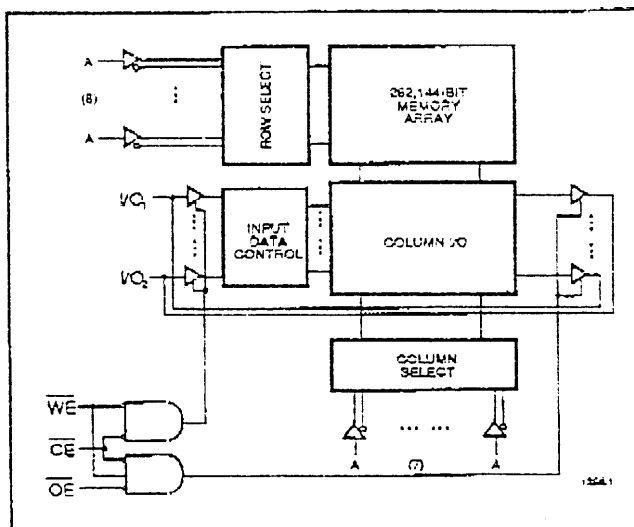 A
(8)
A
ROW SELECT
262,144-BIT
MEMORY
ARRAY
I/O₁
I/O₂
INPUT
DATA
CONTROL
COLUMN I/O
COLUMN
SELECT
WE
CE
OE
A
(7)
A